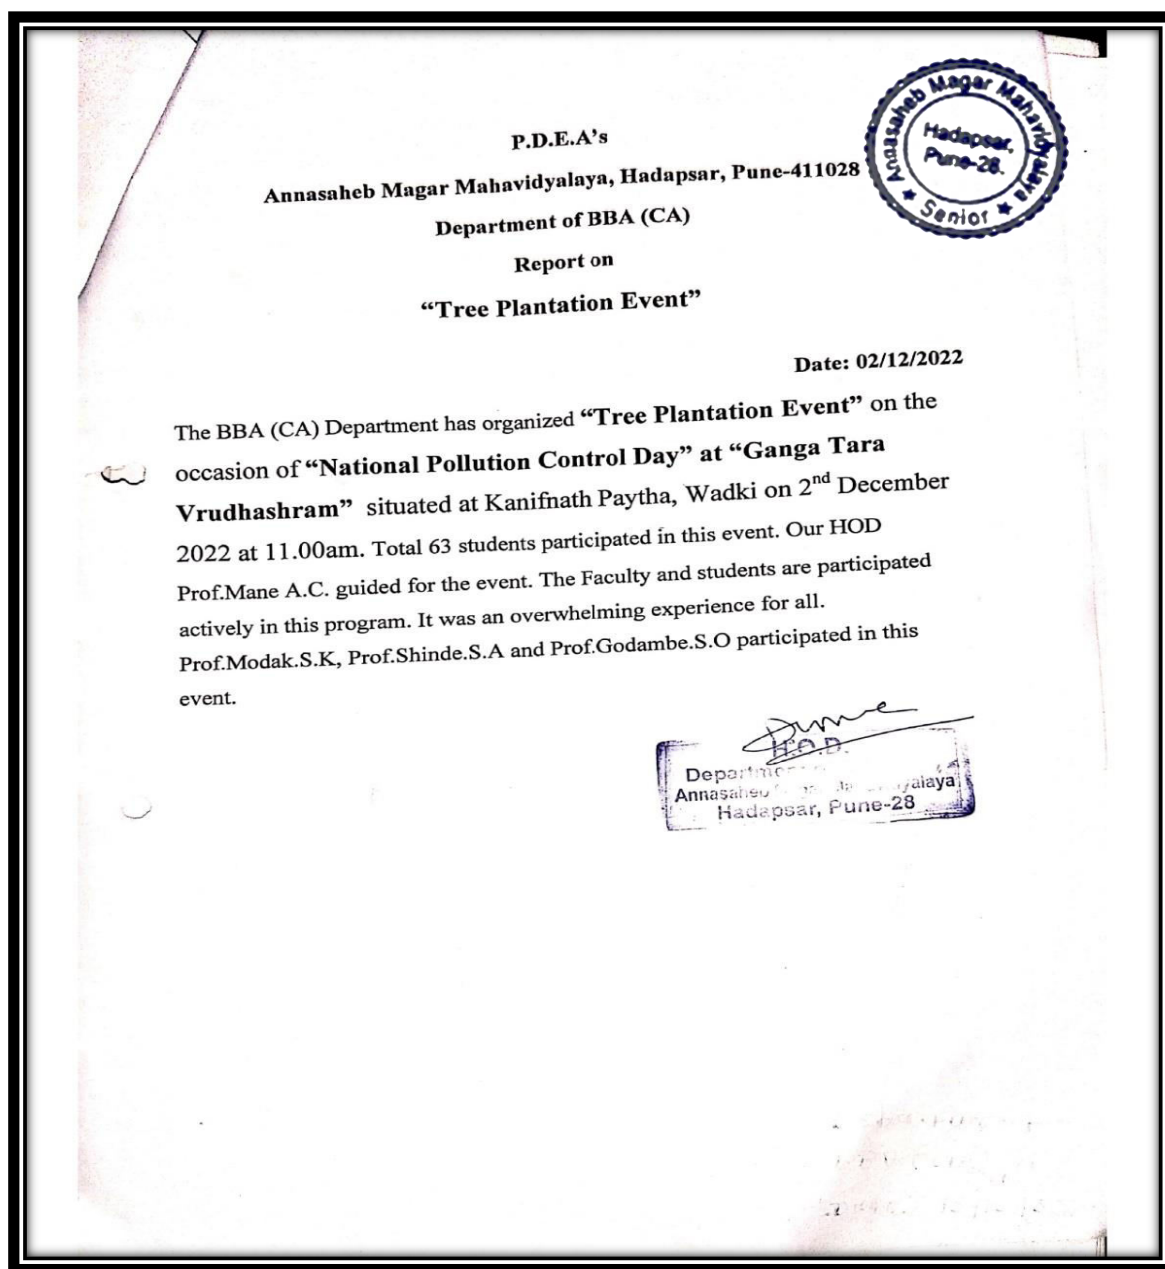 P.D.E.A's
Annasaheb Magar Mahavidyalaya, Hadapsar, Pune-411028
Department of BBA (CA)
Report on
“Tree Plantation Event”
Annasaheb Magar Mahavidyalaya
Hadapsar,
Pune-28.
★ Senior ★
Date: 02/12/2022
The BBA (CA) Department has organized “Tree Plantation Event” on the
occasion of “National Pollution Control Day” at “Ganga Tara
Vrudhashram” situated at Kanifnath Paytha, Wadki on 2nd December
2022 at 11.00am. Total 63 students participated in this event. Our HOD
Prof.Mane A.C. guided for the event. The Faculty and students are participated
actively in this program. It was an overwhelming experience for all.
Prof.Modak.S.K, Prof.Shinde.S.A and Prof.Godambe.S.O participated in this
event.
H.O.D.
Hadapsar, Pune-28